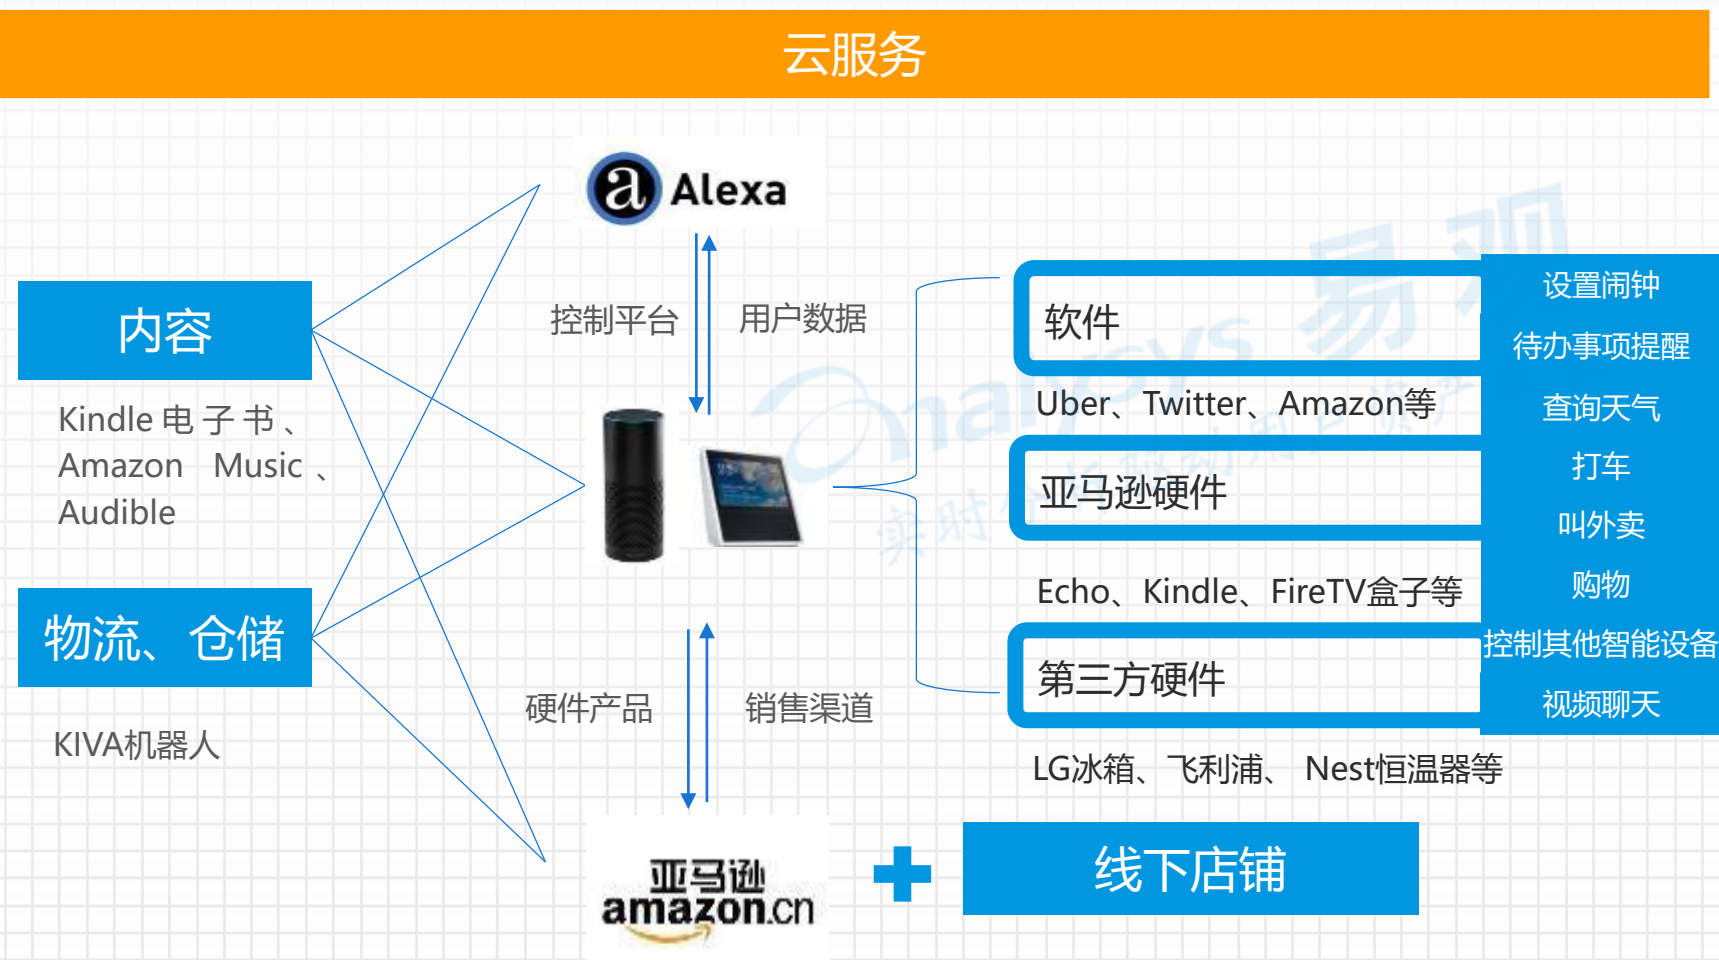 云服务
a Alexa
控制平台
用户数据
内容
Kindle 电 子 书 、
Amazon Music 、
Audible
物流、仓储
KIVA机器人
硬件产品
销售渠道
亚马逊
amazon.cn
线下店铺
软件
Uber、Twitter、Amazon等
亚马逊硬件
Echo、Kindle、FireTV盒子等
第三方硬件
LG冰箱、飞利浦、 Nest恒温器等
设置闹钟
待办事项提醒
查询天气
打车
叫外卖
购物
控制其他智能设备
视频聊天
analysys 易观